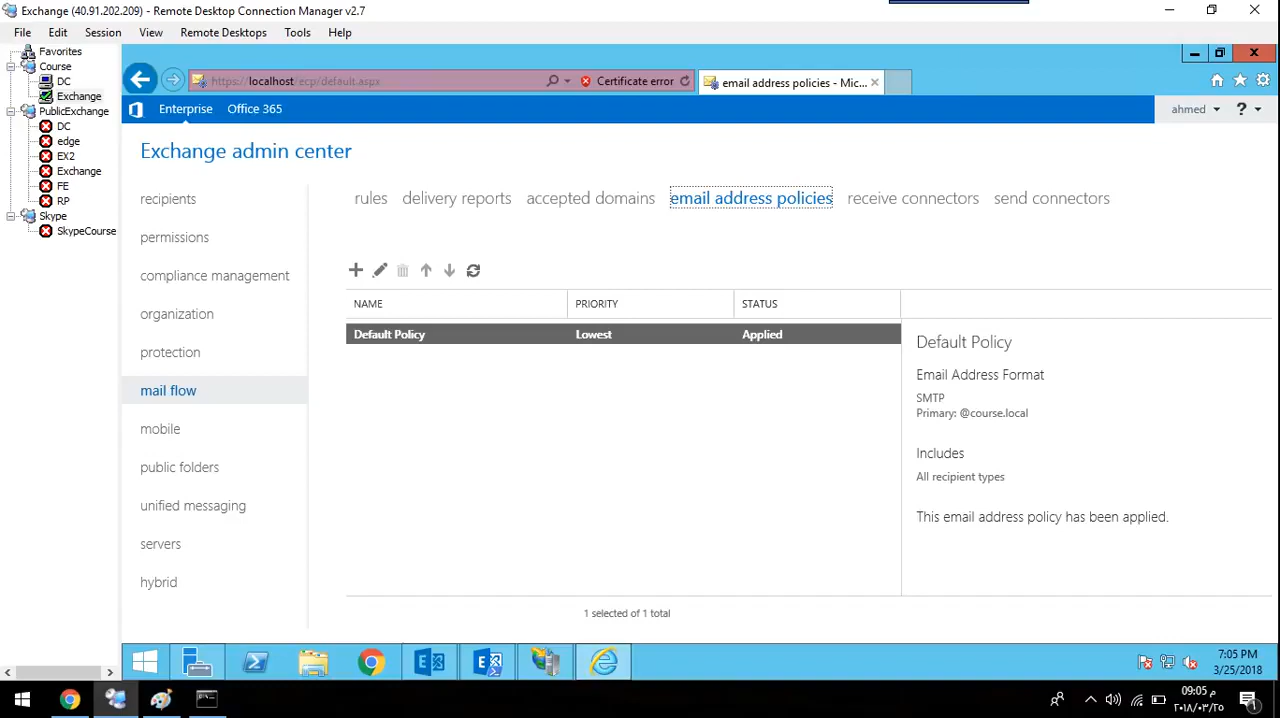 Exchange (40.91.202.209) - Remote Desktop Connection Manager v2.7
File Edit Session View Remote Desktops Tools Help
Favorites
Course
DC
Exchange
PublicExchange
DC
edge
EX2
Exchange
FE
RP
Skype
SkypeCourse
https://localhost/ecp/default.aspx
Certificate error
email address policies - Mic...
Enterprise Office 365
ahmed ?
Exchange admin center
recipients
permissions
compliance management
organization
protection
mail flow
mobile
public folders
unified messaging
servers
hybrid
rules delivery reports accepted domains email address policies receive connectors send connectors
NAME PRIORITY STATUS
Default Policy Lowest Applied
1 selected of 1 total
Default Policy
Email Address Format
SMTP
Primary: @course.local
Includes
All recipient types
This email address policy has been applied.
7:05 PM
3/25/2018
09:05 م
٢٠١٨/٠٣/٢٥
1